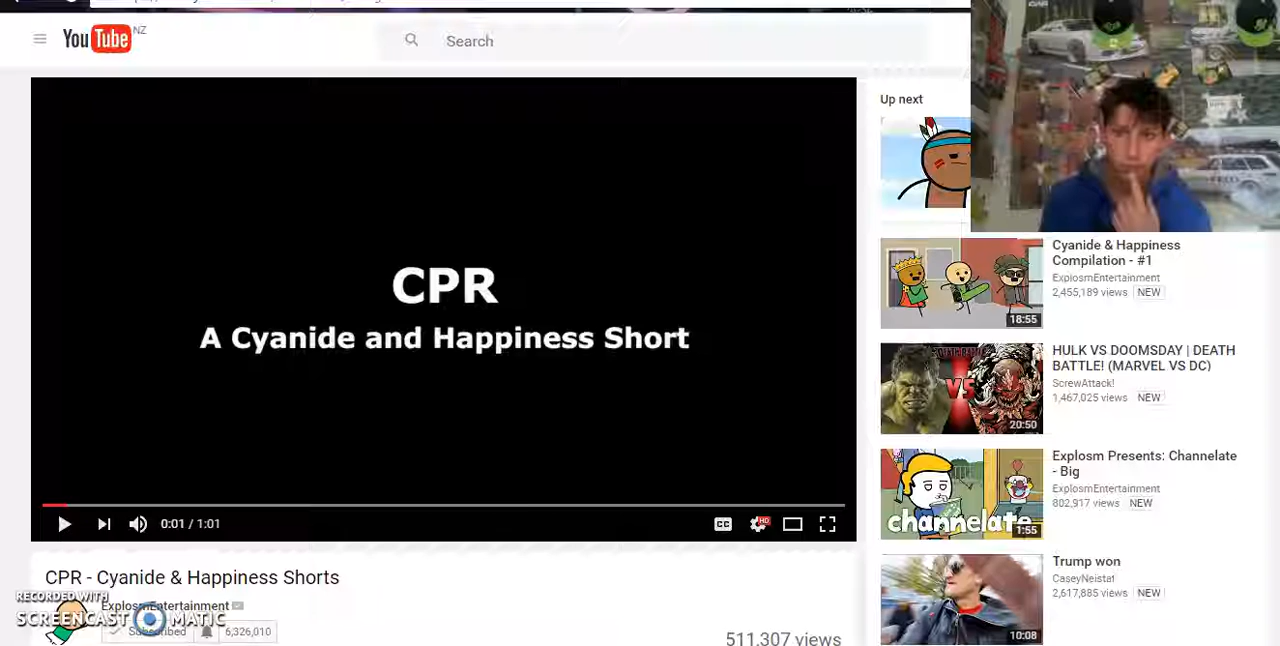 YouTube NZ
Search
CPR
A Cyanide and Happiness Short
0:01 / 1:01
CC
HD
CPR - Cyanide & Happiness Shorts
ExplosmEntertainment
Subscribed
6,326,010
511,307 views
RECORDED WITH
SCREENCAST MATIC
Up next
Cyanide & Happiness
Compilation - #1
ExplosmEntertainment
2,455,189 views NEW
18:55
HULK VS DOOMSDAY | DEATH
BATTLE! (MARVEL VS DC)
ScrewAttack!
1,467,025 views NEW
VS
20:50
Explosm Presents: Channelate
- Big
ExplosmEntertainment
802,917 views NEW
channelate
1:55
Trump won
CaseyNeistat
2,617,885 views NEW
10:08